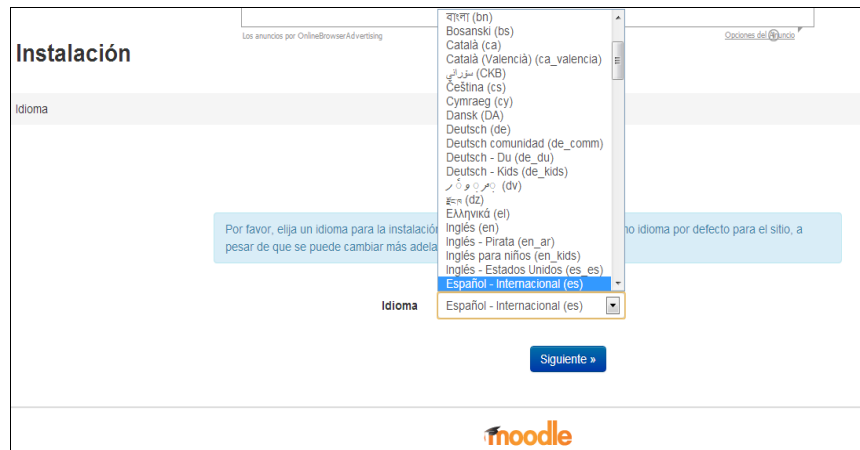 Los anuncios por OnlineBrowserAdvertising
Opciones del
Instalación
Idioma
বাংলা (bn)
Bosanski (bs)
Català (ca)
Català (Valencià) (ca_valencia)
سۆرانی (CKB)
Čeština (cs)
Cymraeg (cy)
Dansk (DA)
Deutsch (de)
Deutsch comunidad (de_comm)
Deutsch - Du (de_du)
Deutsch - Kids (de_kids)
(dv)
རྫོང་ཁ (dz)
Ελληνικά (el)
Inglés (en)
Inglés - Pirata (en_ar)
Inglés para niños (en_kids)
Inglés - Estados Unidos (es_es)
Español - Internacional (es)
Por favor, elija un idioma para la instalació no idioma por defecto para el sitio, a
pesar de que se puede cambiar más adela
Idioma
Español - Internacional (es)
Siguiente »
moodle